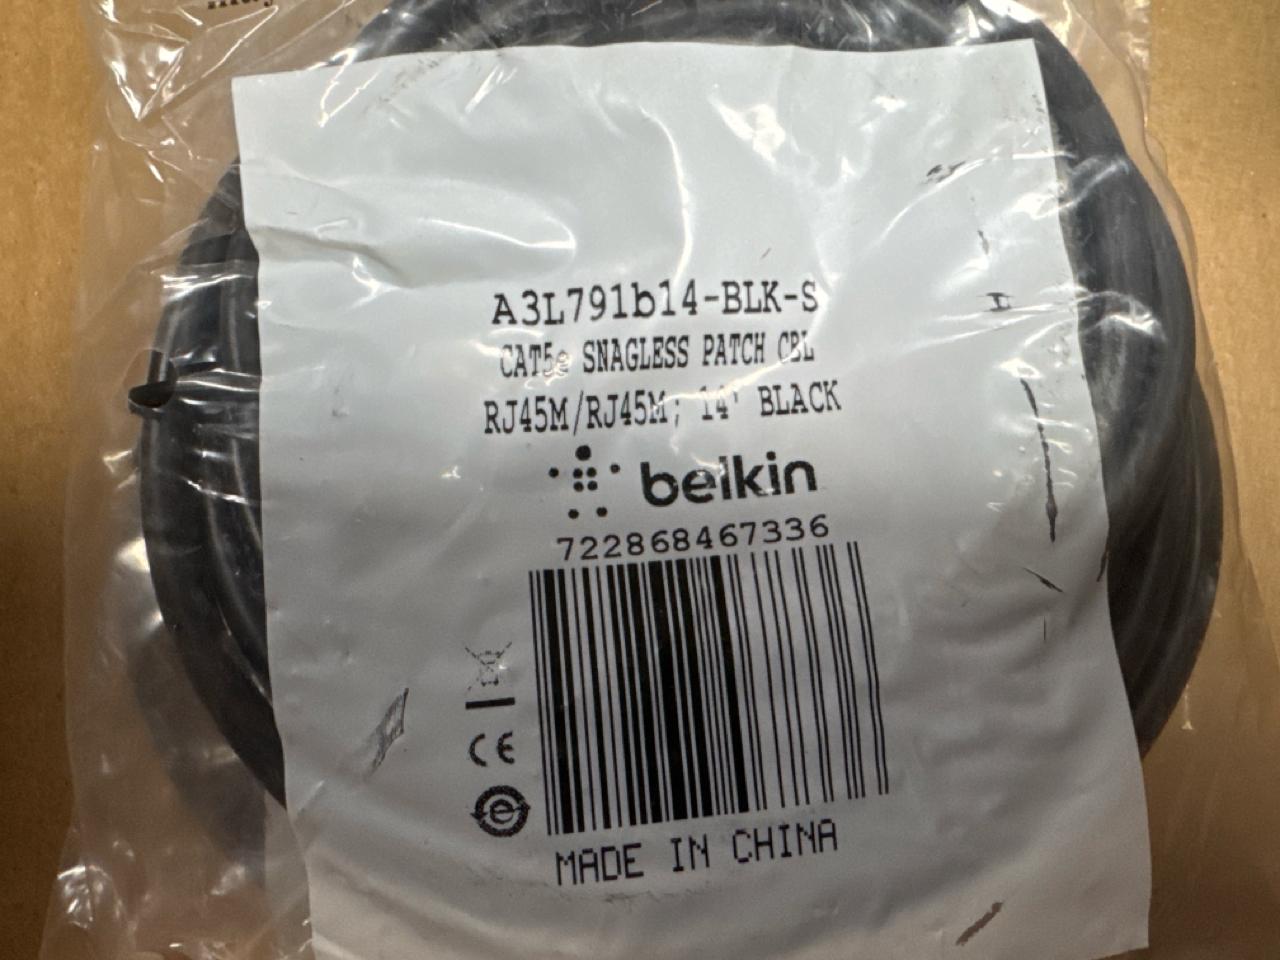 A3L791b14-BLK-S
CAT5e SNAGLESS PATCH CBL
RJ45M/RJ45M; 14' BLACK
belkin
722868467336
CE
e
MADE IN CHINA